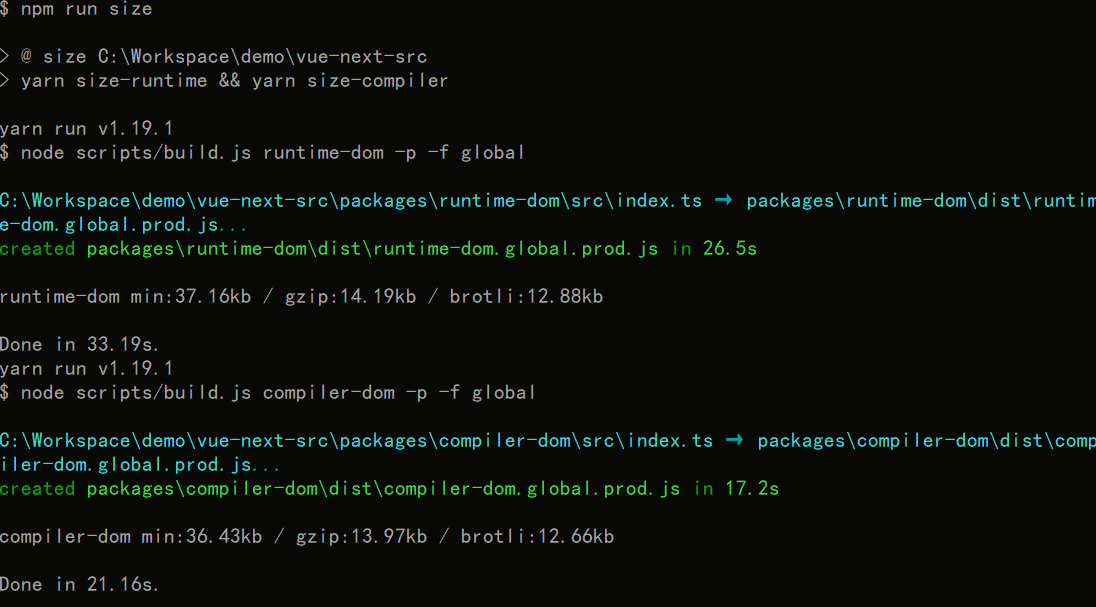 $ npm run size
> @ size C:\Workspace\demo\vue-next-src
> yarn size-runtime && yarn size-compiler
yarn run v1.19.1
$ node scripts/build.js runtime-dom -p -f global
C:\Workspace\demo\vue-next-src\packages\runtime-dom\src\index.ts → packages\runtime-dom\dist\runtim
e-dom.global.prod.js...
created packages\runtime-dom\dist\runtime-dom.global.prod.js in 26.5s
runtime-dom min:37.16kb / gzip:14.19kb / brotli:12.88kb
Done in 33.19s.
yarn run v1.19.1
$ node scripts/build.js compiler-dom -p -f global
C:\Workspace\demo\vue-next-src\packages\compiler-dom\src\index.ts → packages\compiler-dom\dist\comp
iler-dom.global.prod.js...
created packages\compiler-dom\dist\compiler-dom.global.prod.js in 17.2s
compiler-dom min:36.43kb / gzip:13.97kb / brotli:12.66kb
Done in 21.16s.